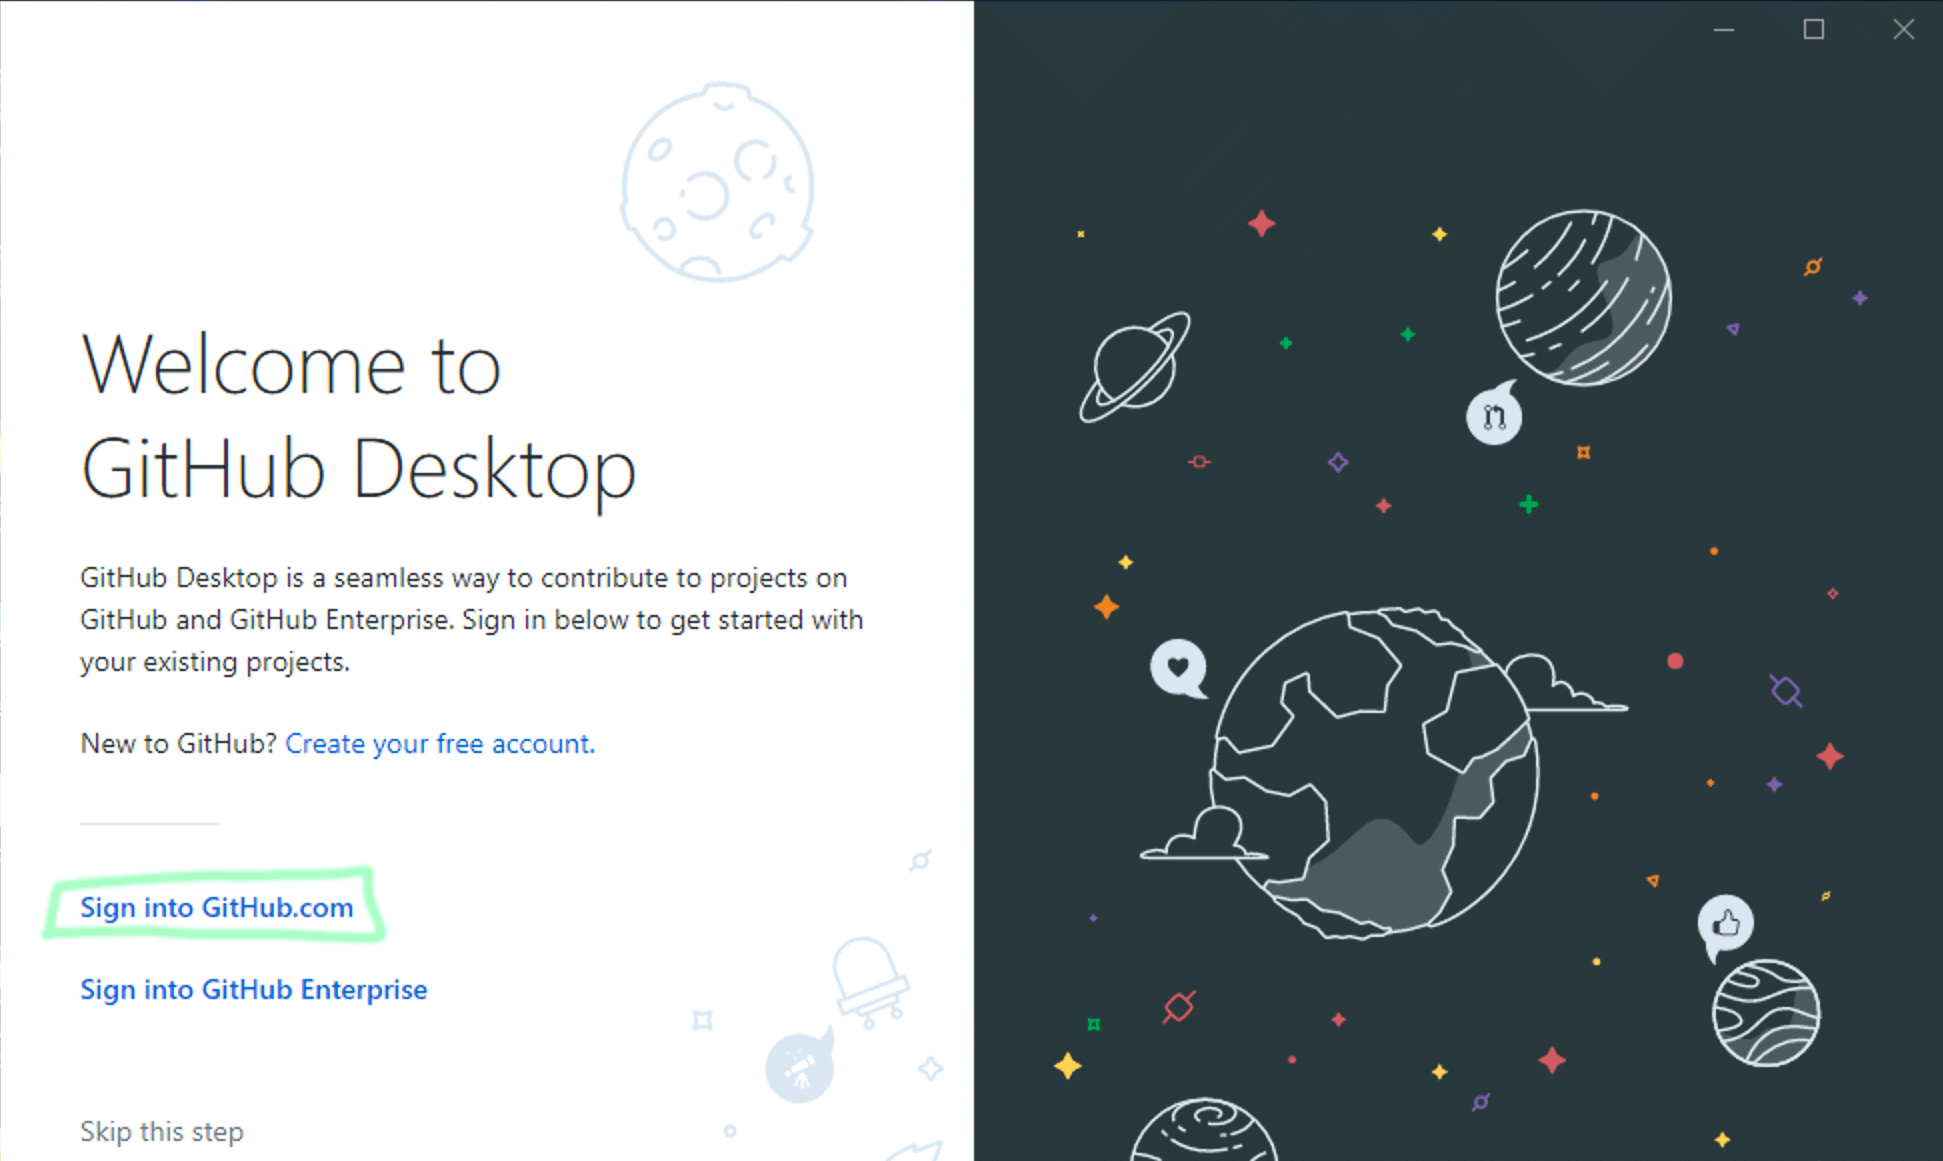 Welcome to
GitHub Desktop
GitHub Desktop is a seamless way to contribute to projects on
GitHub and GitHub Enterprise. Sign in below to get started with
your existing projects.
New to GitHub? Create your free account.
Sign into GitHub.com
Sign into GitHub Enterprise
Skip this step